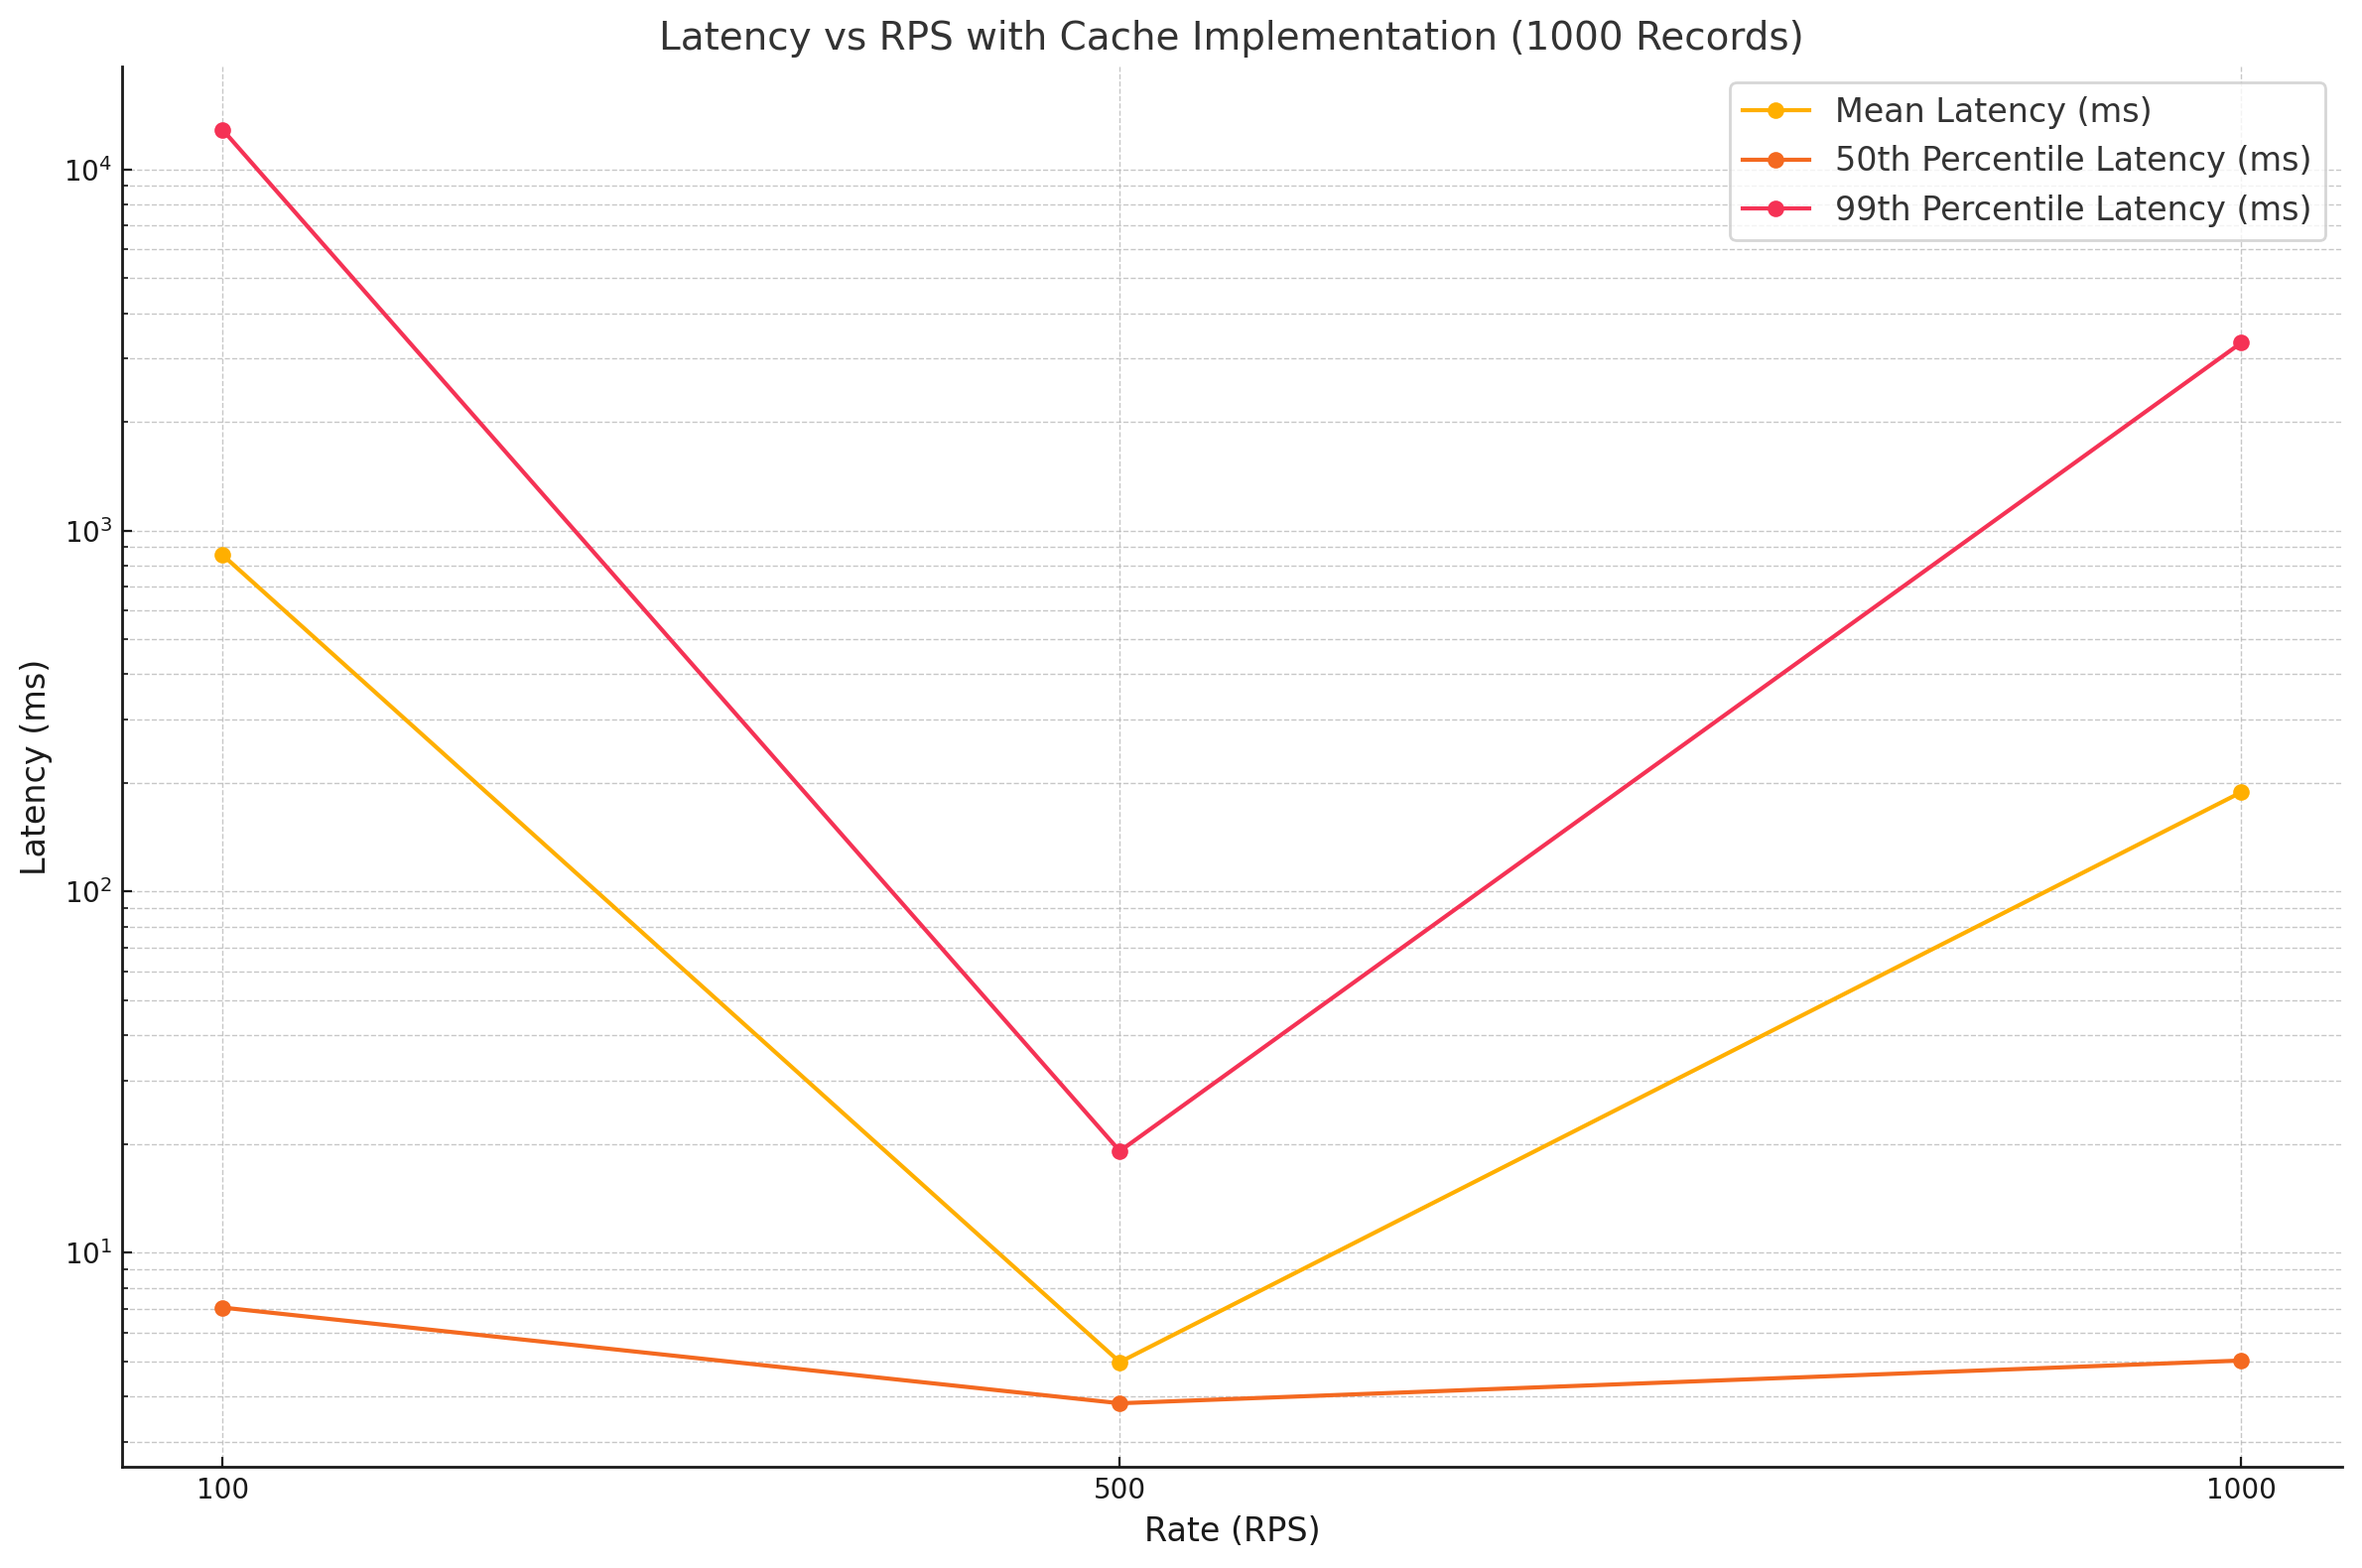 Latency vs RPS with Cache Implementation (1000 Records)
Mean Latency (ms)
50th Percentile Latency (ms)
99th Percentile Latency (ms)
Latency (ms)
10⁴
10³
10²
10¹
100
500
1000
Rate (RPS)